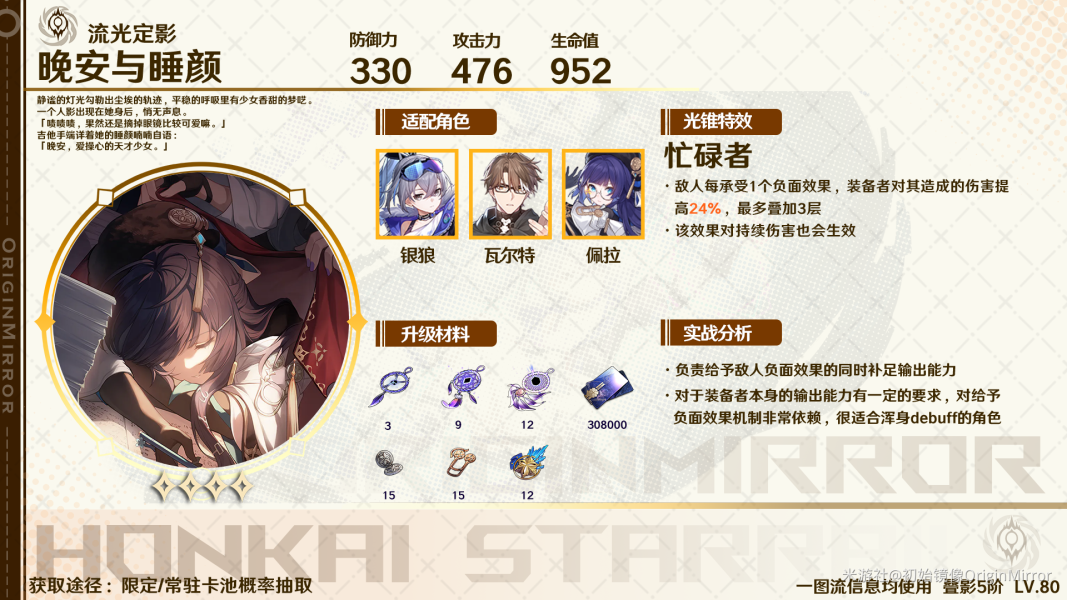 流光定影
晚安与睡颜
防御力 攻击力 生命值
330 476 952
静谧的灯光勾勒出尘埃的轨迹，平稳的呼吸里有少女香甜的梦呓。
一个人影出现在她身后，悄无声息。
「啧啧啧，果然还是摘掉眼镜比较可爱嘛。」
吉他手端详着她的睡颜喃喃自语：
「晚安，爱操心的天才少女。」
适配角色
银狼 瓦尔特 佩拉
光锥特效
忙碌者
·敌人每承受1个负面效果，装备者对其造成的伤害提
高24%，最多叠加3层
·该效果对持续伤害也会生效
升级材料
3 9 12 308000
15 15 12
实战分析
·负责给予敌人负面效果的同时补足输出能力
·对于装备者本身的输出能力有一定的要求，对给予
负面效果机制非常依赖，很适合浑身debuff的角色
ORIGINMIRROR
ORIGIN MIRROR
HONKAI STARRAIL
获取途径：限定/常驻卡池概率抽取
米游社@初始镜像OriginMirror
一图流信息均使用 叠影5阶 LV.80